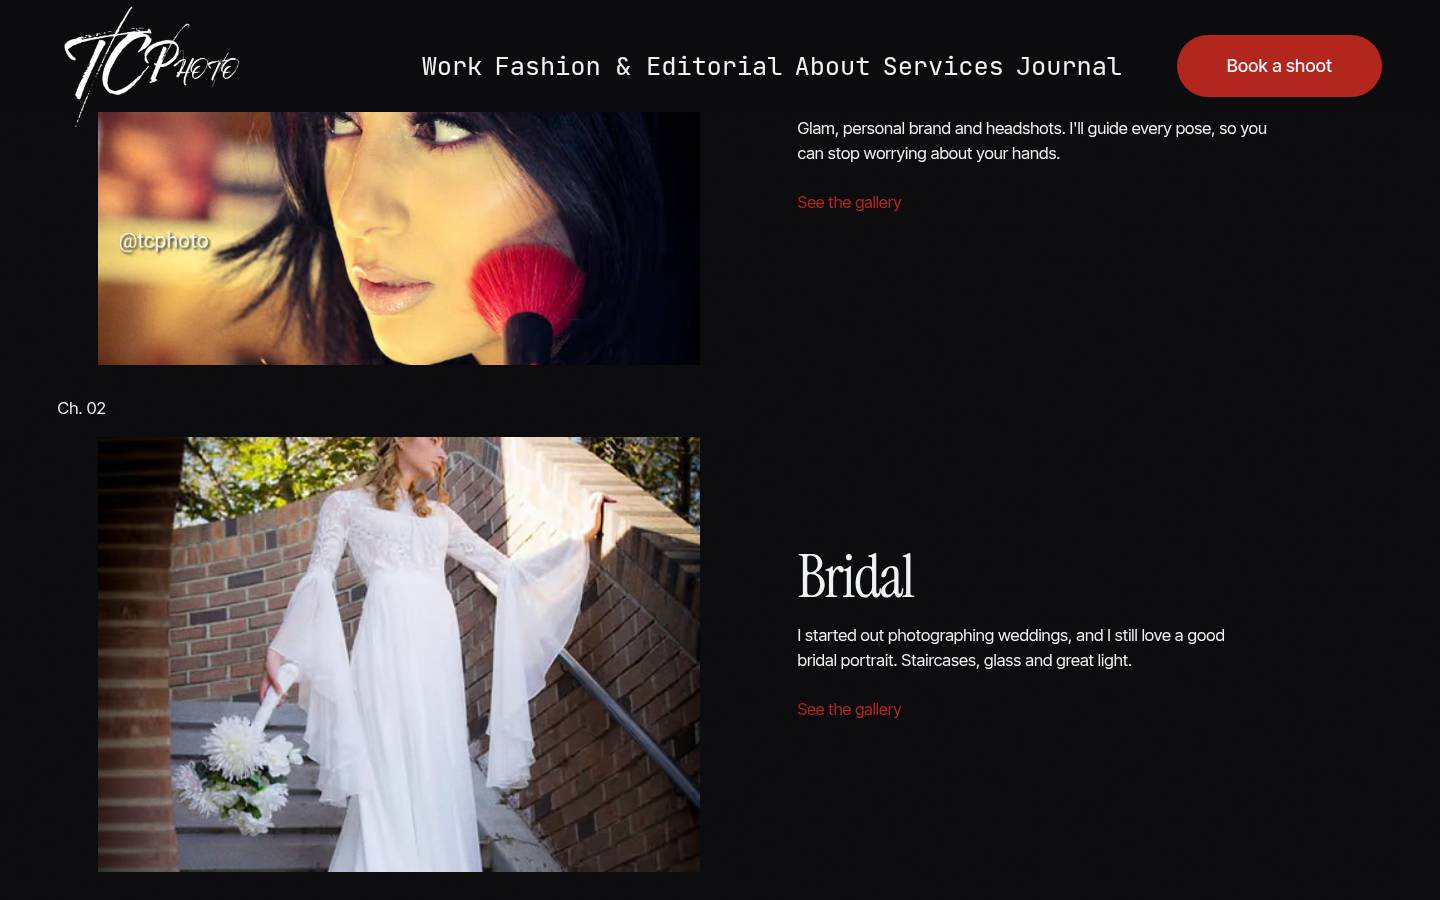 TCPHOTO
Work Fashion & Editorial About Services Journal
Book a shoot
Glam, personal brand and headshots. I'll guide every pose, so you
can stop worrying about your hands.
See the gallery
@tcphoto
Ch. 02
Bridal
I started out photographing weddings, and I still love a good
bridal portrait. Staircases, glass and great light.
See the gallery